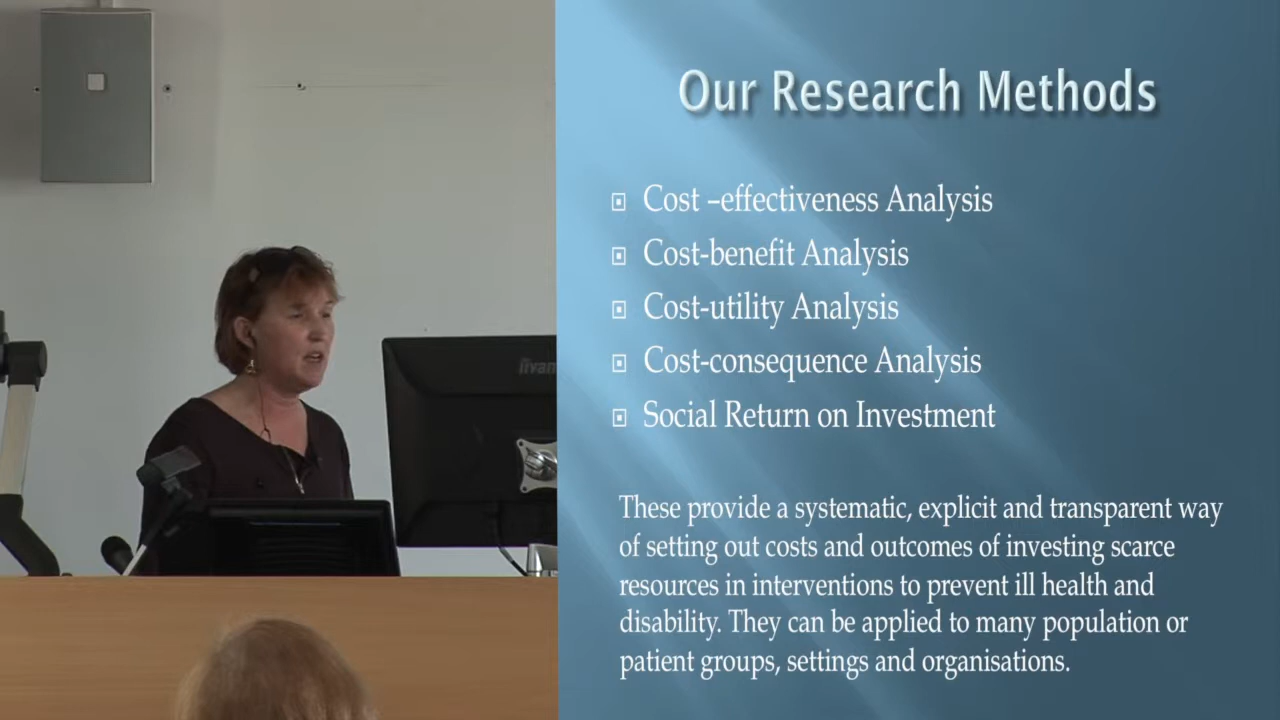 Our Research Methods
Cost –effectiveness Analysis
Cost-benefit Analysis
Cost-utility Analysis
Cost-consequence Analysis
Social Return on Investment
These provide a systematic, explicit and transparent way
of setting out costs and outcomes of investing scarce
resources in interventions to prevent ill health and
disability. They can be applied to many population or
patient groups, settings and organisations.